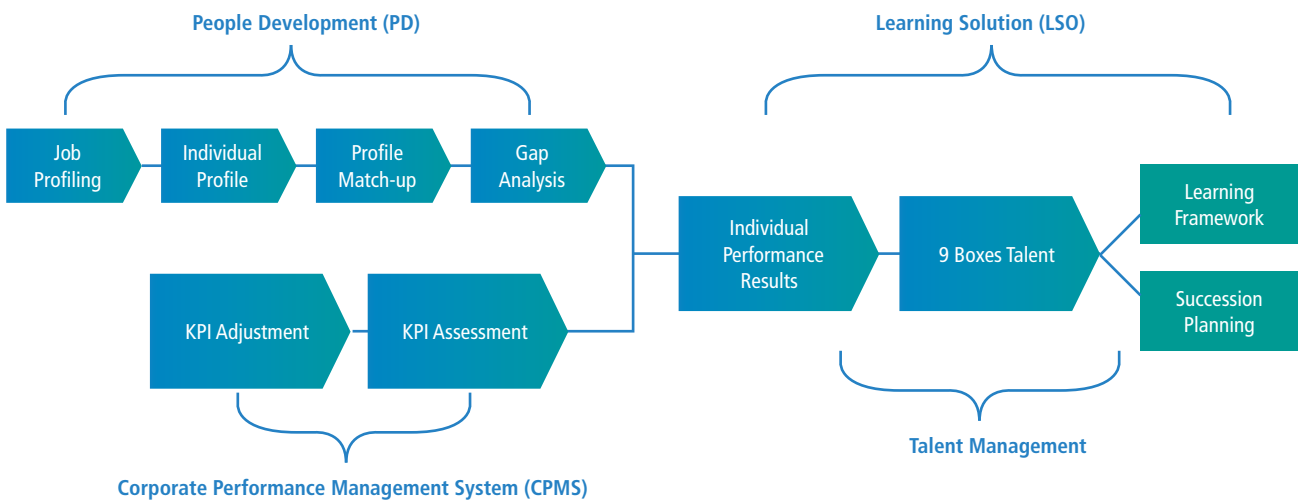 People Development (PD)
Learning Solution (LSO)
Job
Profiling
Individual
Profile
Profile
Match-up
Gap
Analysis
Individual
Performance
Results
9 Boxes Talent
Learning
Framework
Succession
Planning
KPI Adjustment
KPI Assessment
Talent Management
Corporate Performance Management System (CPMS)